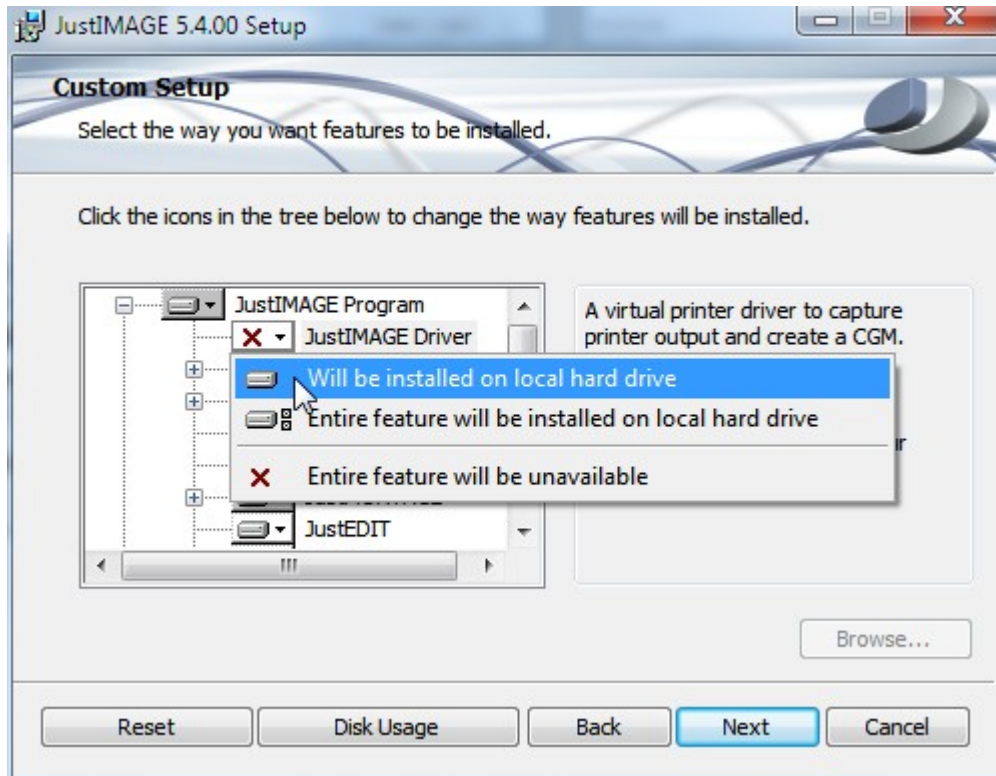 JustIMAGE 5.4.00 Setup
Custom Setup
Select the way you want features to be installed.
Click the icons in the tree below to change the way features will be installed.
JustIMAGE Program
JustIMAGE Driver
A virtual printer driver to capture
printer output and create a CGM.
Will be installed on local hard drive
Entire feature will be installed on local hard drive
Entire feature will be unavailable
JustEDIT
Browse...
Reset
Disk Usage
Back
Next
Cancel